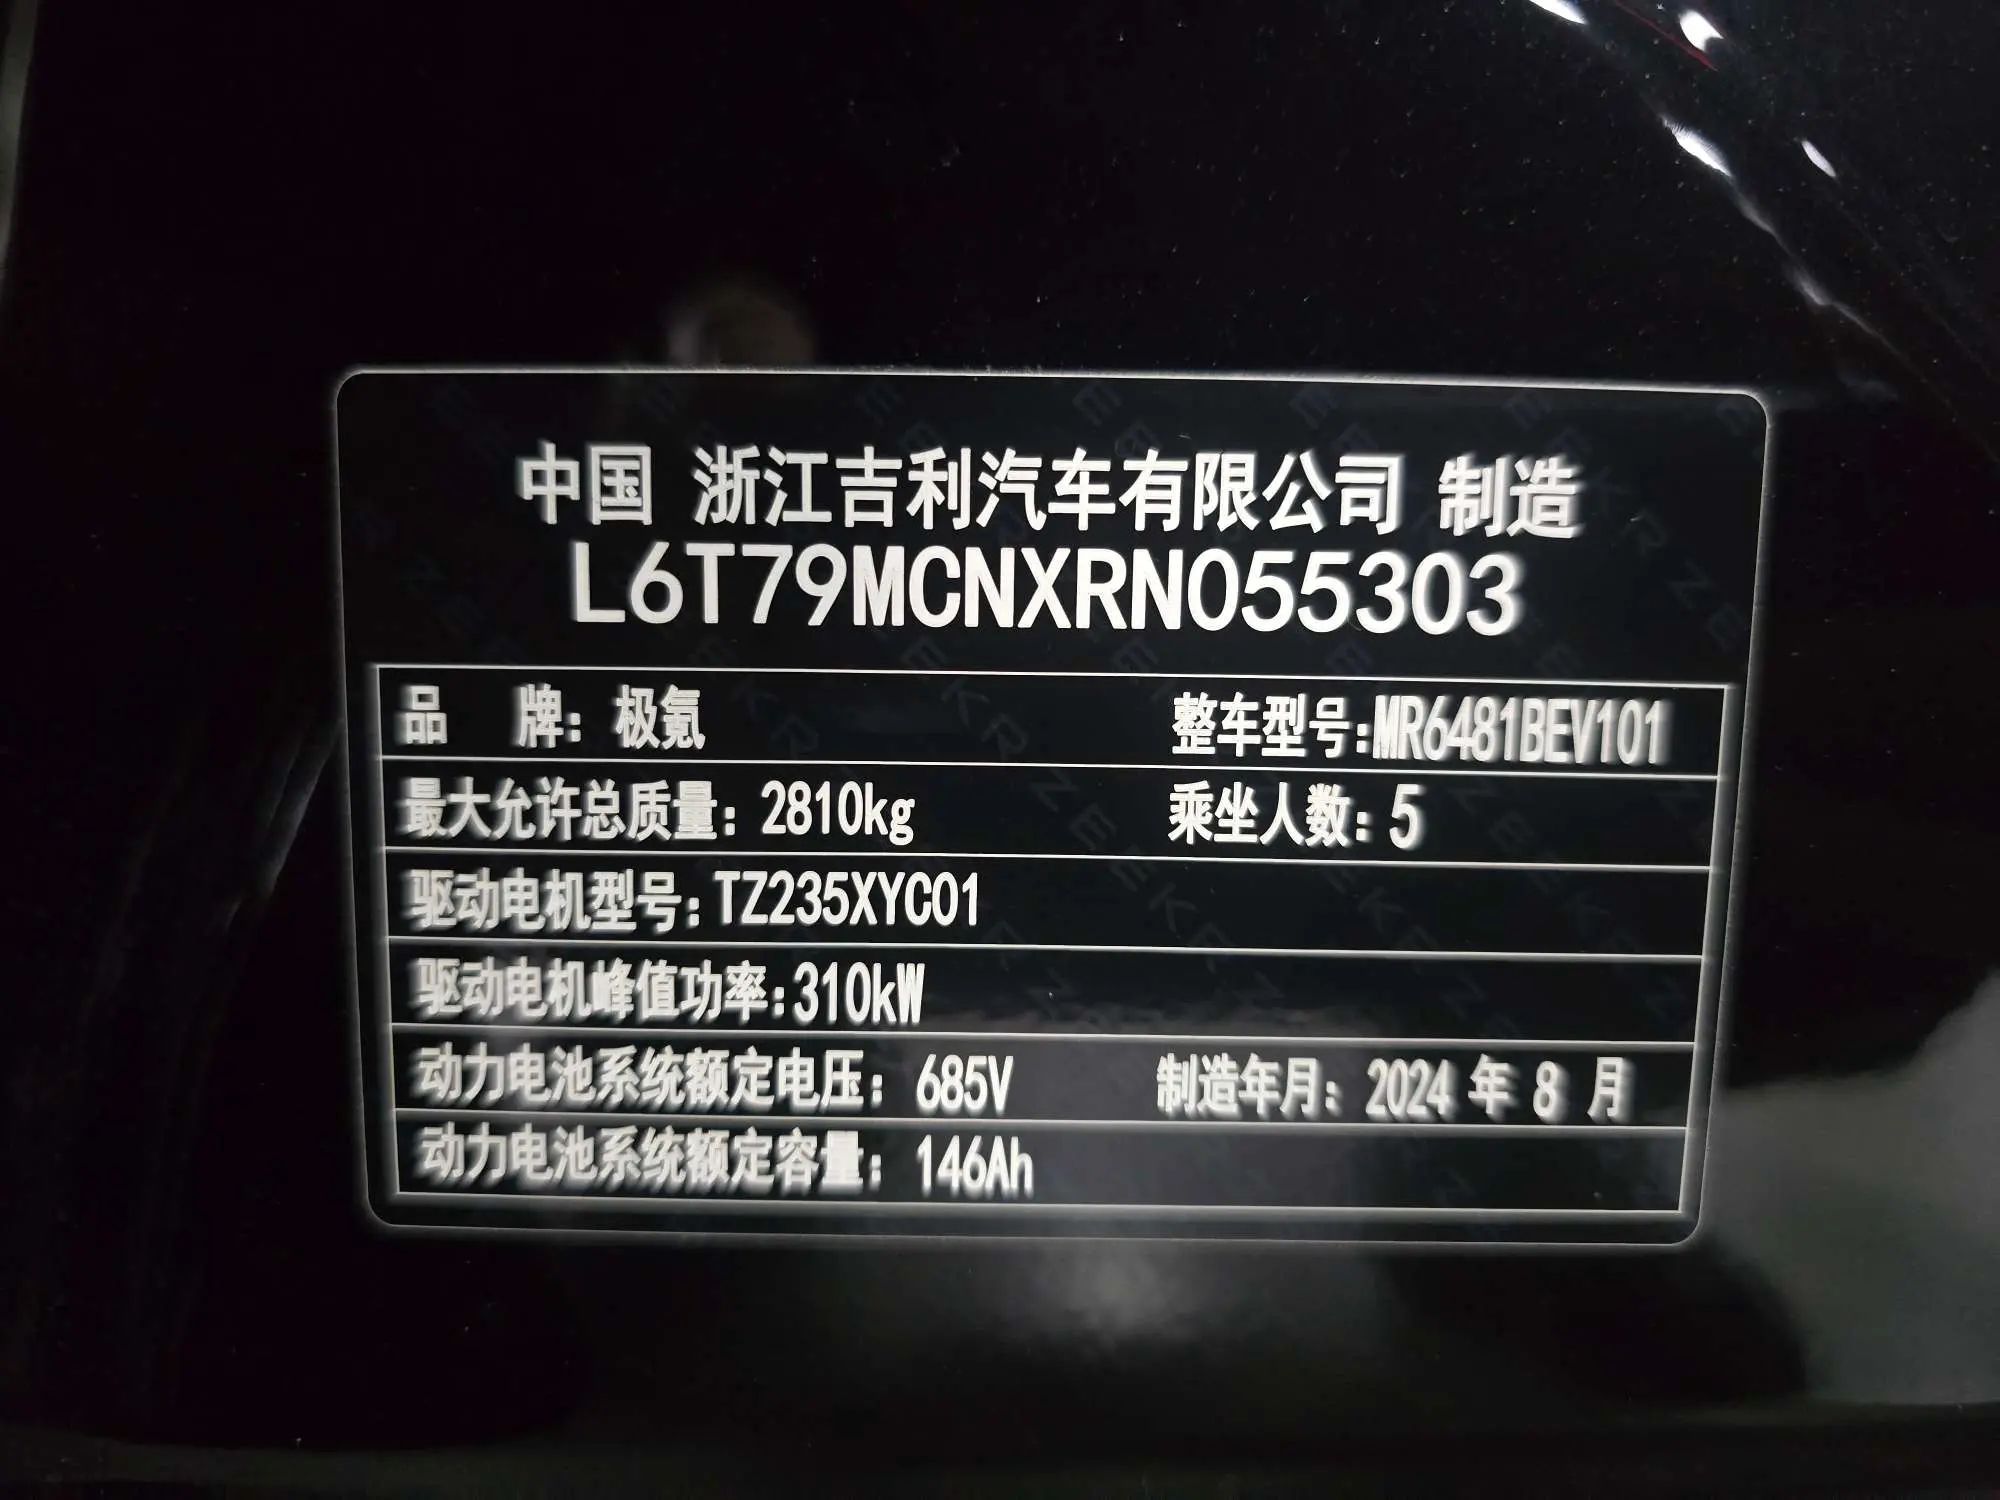 中国 浙江吉利汽车有限公司 制造
L6T79MCNXRN055303
品 牌：极氪 整车型号：MR6481BEV101
最大允许总质量：2810kg 乘坐人数：5
驱动电机型号：TZ235XYC01
驱动电机峰值功率：310kW
动力电池系统额定电压：685V 制造年月：2024 年 8 月
动力电池系统额定容量：146Ah